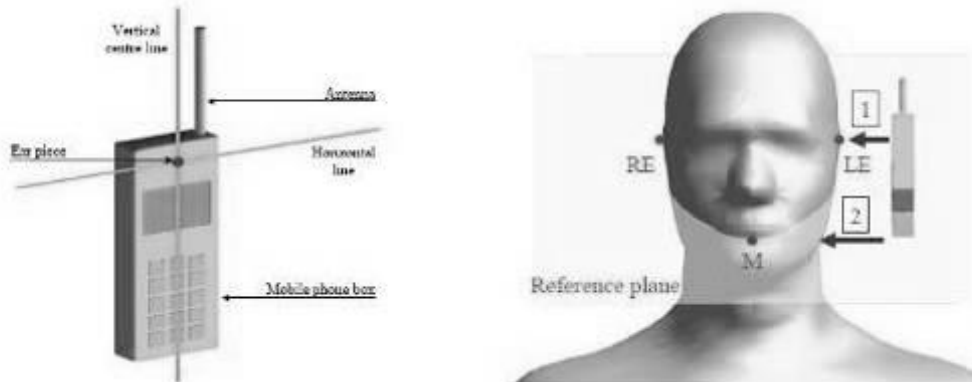 Vertical
centre line
Antenna
Ear piece
Horizontal
line
Mobile phone box
1
RE
LE
2
M
Reference plane